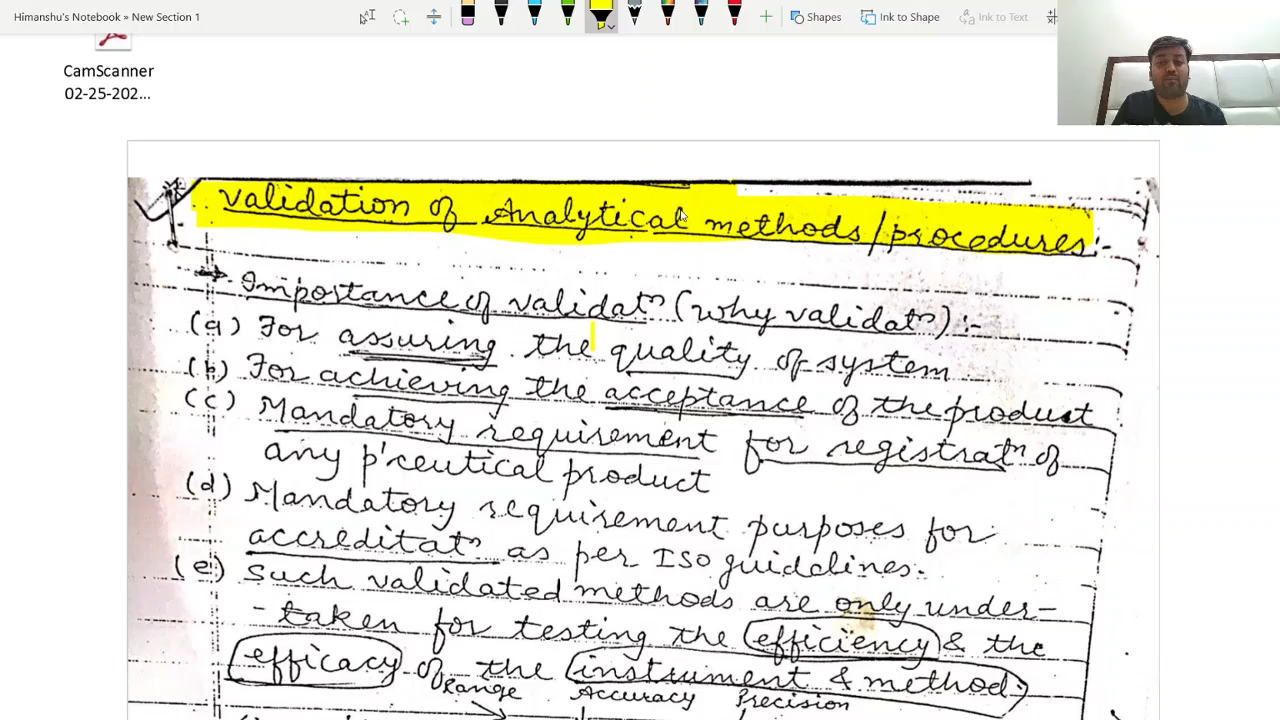 Himanshu's Notebook » New Section 1
Shapes
Ink to Shape
Ink to Text
CamScanner
02-25-202...
Validation of Analytical methods/procedures:-
Importance of validatⁿ (why validatⁿ) :-
(a) For assuring the quality of system
(b) For achieving the acceptance of the product
(c) Mandatory requirement for registratⁿ of
any p'ceutical product
(d) Mandatory requirement purposes for
accreditatⁿ as per ISO guidelines.
(e) Such validated methods are only under-
-taken for testing the efficiency & the
efficacy of the instrument & method.
Range Accuracy Precision